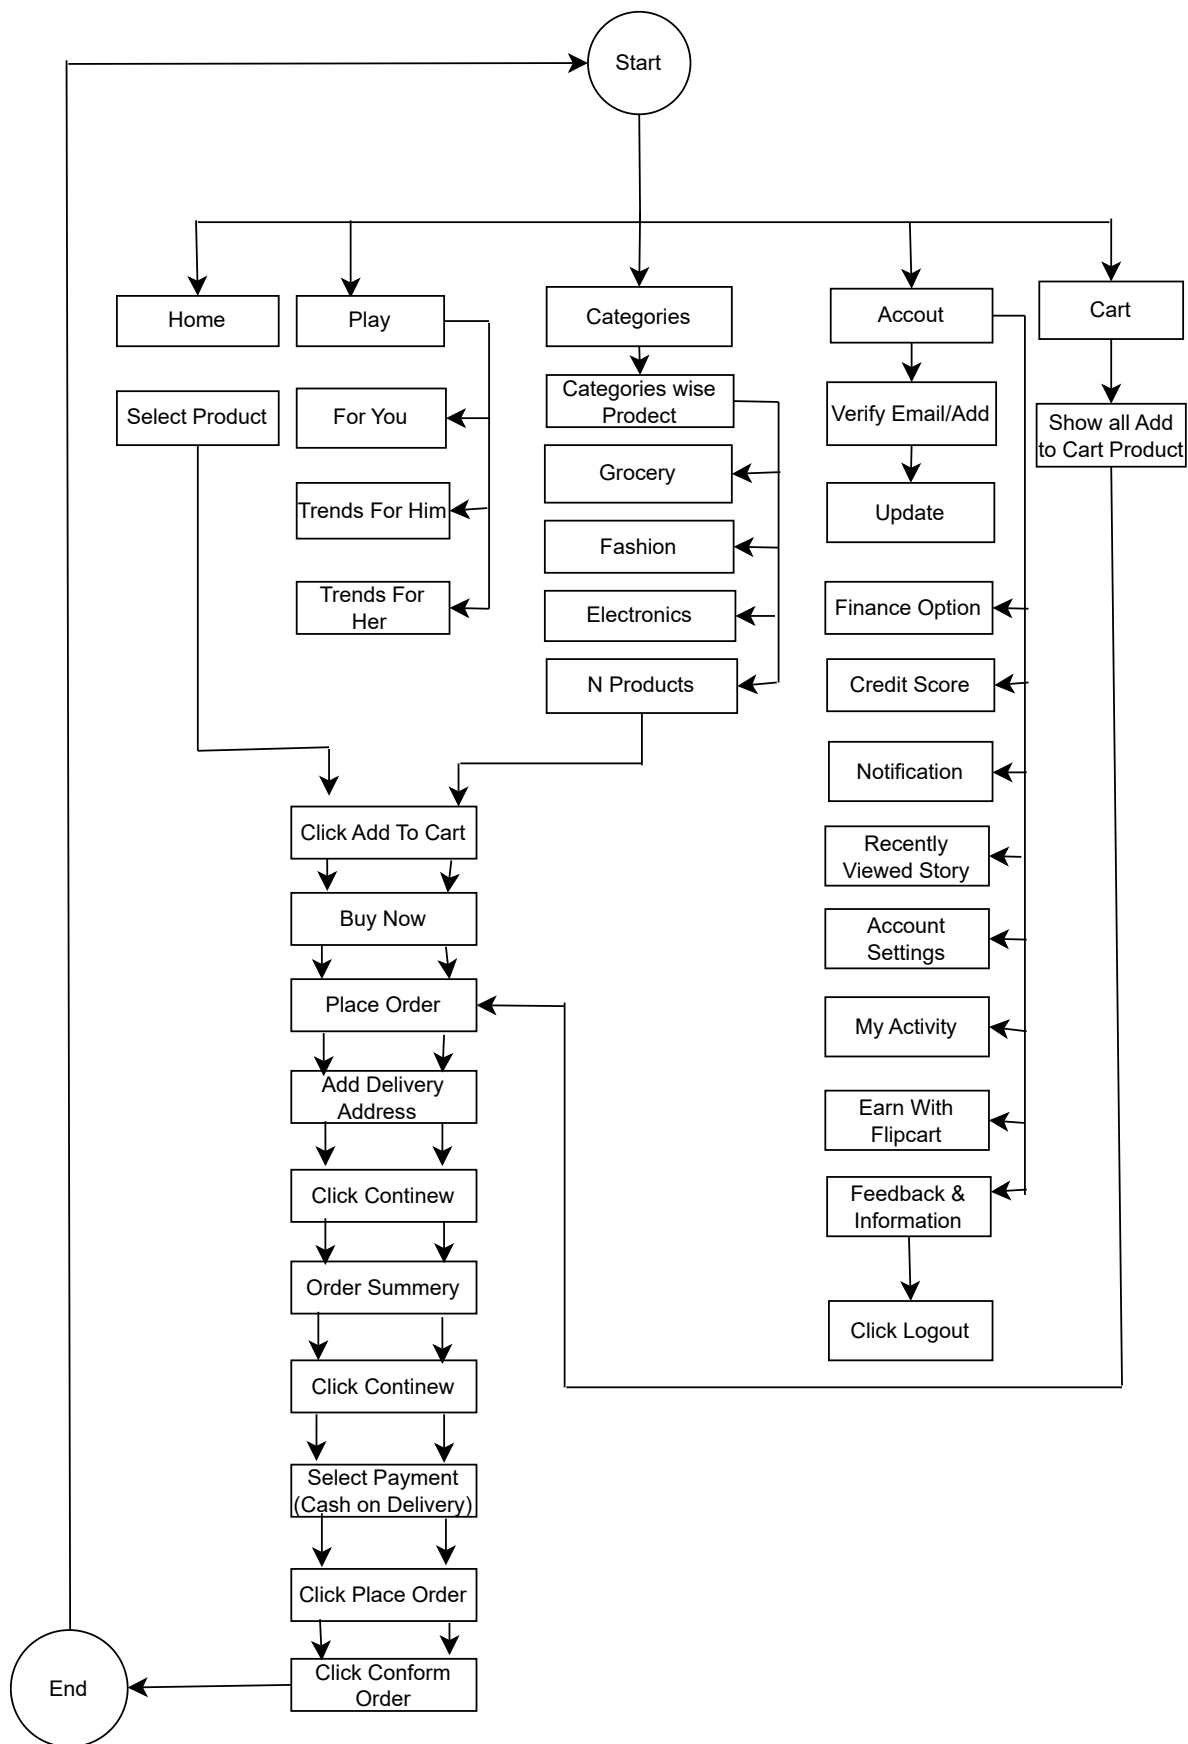 Start
Home
Play
Categories
Accout
Cart
Select Product
For You
Trends For Him
Trends For
Her
Categories wise
Prodect
Grocery
Fashion
Electronics
N Products
Verify Email/Add
Update
Finance Option
Credit Score
Notification
Recently
Viewed Story
Account
Settings
My Activity
Earn With
Flipcart
Feedback &
Information
Click Logout
Show all Add
to Cart Product
Click Add To Cart
Buy Now
Place Order
Add Delivery
Address
Click Continew
Order Summery
Click Continew
Select Payment
(Cash on Delivery)
Click Place Order
Click Conform
Order
End